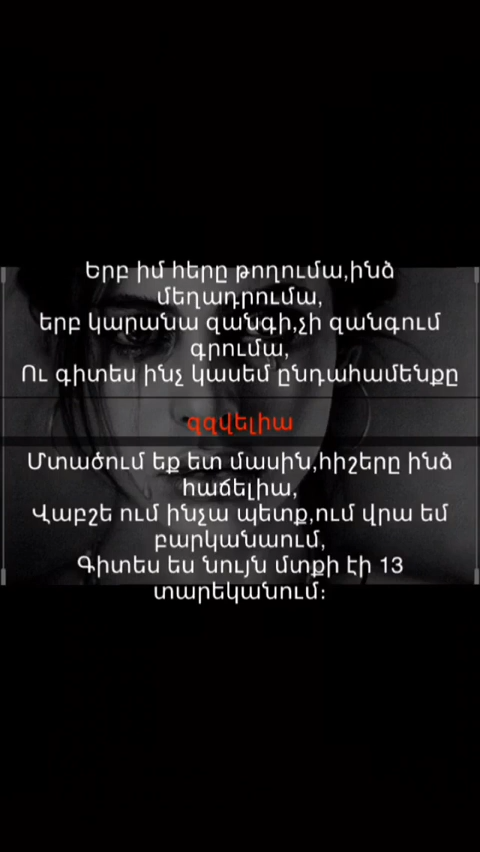 Երբ իմ հերը թողումա,ինձ
մեղադրումա,
երբ կարանա զանգի,չի զանգում
գրումա,
Ու գիտես ինչ կասեմ ընդահամենքը
զզվելիա
Մտածում եք ետ մասին,հիշերը ինձ
հաճելիա,
Վաբշե ում ինչա պետք,ում վրա եմ
բարկանաում,
Գիտես ես նույն մտքի էի 13
տարեկանում։